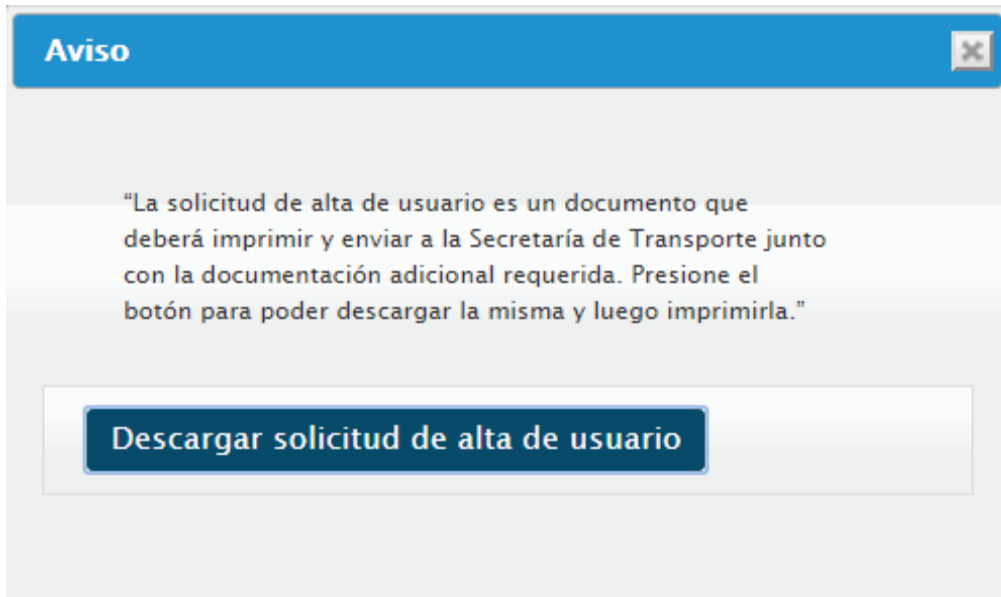 Aviso
“La solicitud de alta de usuario es un documento que
deberá imprimir y enviar a la Secretaría de Transporte junto
con la documentación adicional requerida. Presione el
botón para poder descargar la misma y luego imprimirla.”
Descargar solicitud de alta de usuario